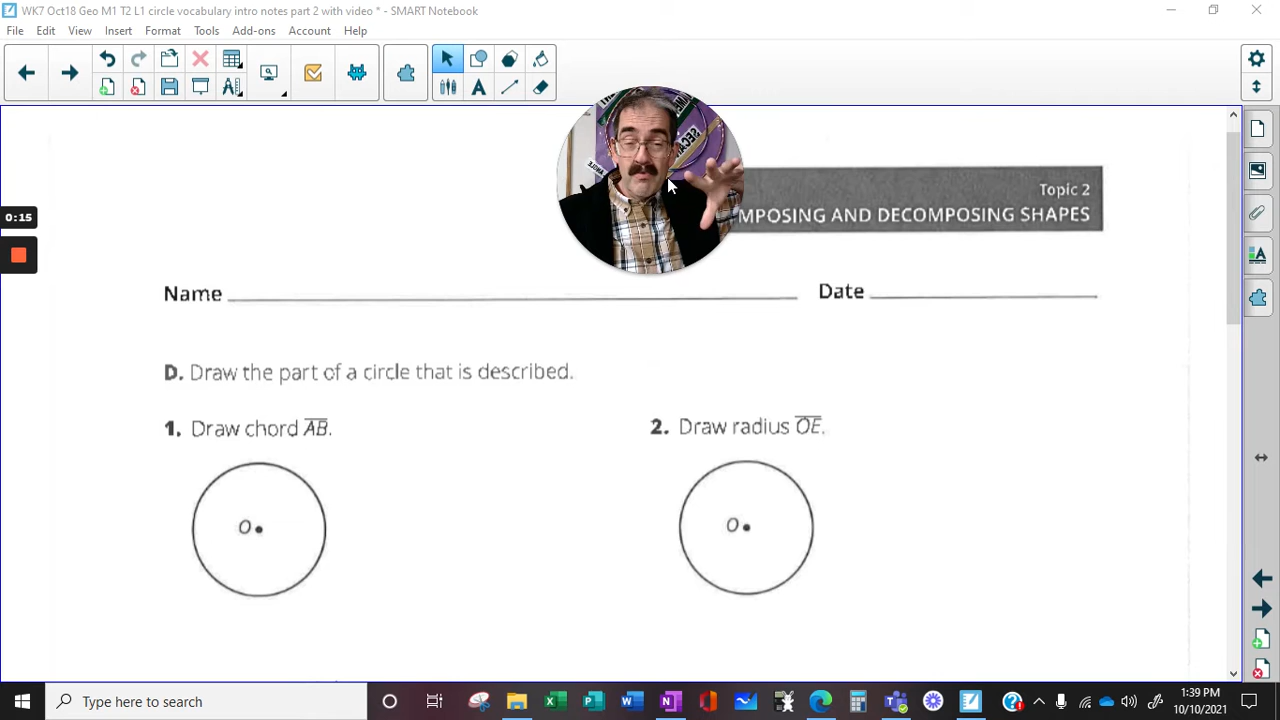 WK7 Oct18 Geo M1 T2 L1 circle vocabulary intro notes part 2 with video * - SMART Notebook
File Edit View Insert Format Tools Add-ons Account Help
A
SECA
0:15
Topic 2
MPOSING AND DECOMPOSING SHAPES
Name Date
D. Draw the part of a circle that is described.
1. Draw chord AB.
2. Draw radius OE.
O
O
Type here to search
1:39 PM
10/10/2021